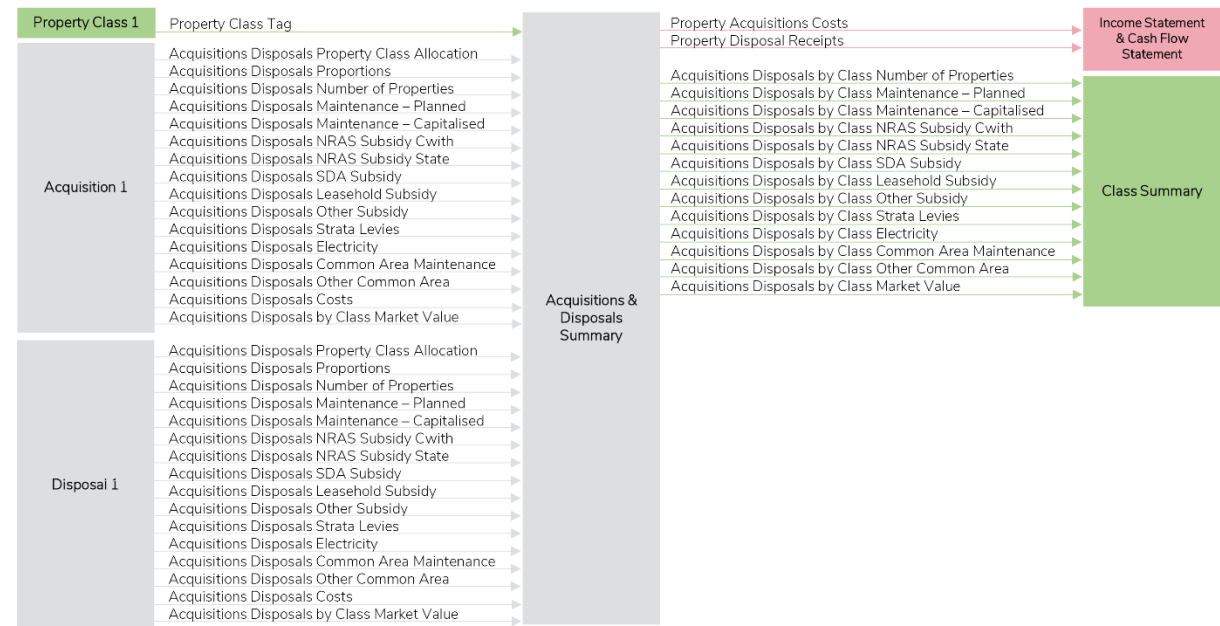 Property Class 1
Property Class Tag
Acquisition 1
Acquisitions Disposals Property Class Allocation
Acquisitions Disposals Proportions
Acquisitions Disposals Number of Properties
Acquisitions Disposals Maintenance – Planned
Acquisitions Disposals Maintenance – Capitalised
Acquisitions Disposals NRAS Subsidy Cwith
Acquisitions Disposals NRAS Subsidy State
Acquisitions Disposals SDA Subsidy
Acquisitions Disposals Leasehold Subsidy
Acquisitions Disposals Other Subsidy
Acquisitions Disposals Strata Levies
Acquisitions Disposals Electricity
Acquisitions Disposals Common Area Maintenance
Acquisitions Disposals Other Common Area
Acquisitions Disposals Costs
Acquisitions Disposals by Class Market Value
Disposal 1
Acquisitions Disposals Property Class Allocation
Acquisitions Disposals Proportions
Acquisitions Disposals Number of Properties
Acquisitions Disposals Maintenance – Planned
Acquisitions Disposals Maintenance – Capitalised
Acquisitions Disposals NRAS Subsidy Cwith
Acquisitions Disposals NRAS Subsidy State
Acquisitions Disposals SDA Subsidy
Acquisitions Disposals Leasehold Subsidy
Acquisitions Disposals Other Subsidy
Acquisitions Disposals Strata Levies
Acquisitions Disposals Electricity
Acquisitions Disposals Common Area Maintenance
Acquisitions Disposals Other Common Area
Acquisitions Disposals Costs
Acquisitions Disposals by Class Market Value
Acquisitions &
Disposals
Summary
Property Acquisitions Costs
Property Disposal Receipts
Income Statement
& Cash Flow
Statement
Acquisitions Disposals by Class Number of Properties
Acquisitions Disposals by Class Maintenance – Planned
Acquisitions Disposals by Class Maintenance – Capitalised
Acquisitions Disposals by Class NRAS Subsidy Cwith
Acquisitions Disposals by Class NRAS Subsidy State
Acquisitions Disposals by Class SDA Subsidy
Acquisitions Disposals by Class Leasehold Subsidy
Acquisitions Disposals by Class Other Subsidy
Acquisitions Disposals by Class Strata Levies
Acquisitions Disposals by Class Electricity
Acquisitions Disposals by Class Common Area Maintenance
Acquisitions Disposals by Class Other Common Area
Acquisitions Disposals by Class Market Value
Class Summary